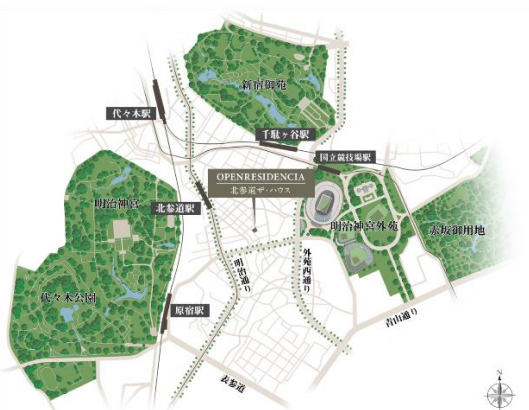 新宿御苑
代々木駅
千駄ヶ谷駅
国立競技場駅
OPENRESIDENCIA
北参道ザ・ハウス
明治神宮
北参道駅
明治神宮外苑
赤坂御用地
明治通り
外苑西通り
代々木公園
原宿駅
青山通り
表参道
N